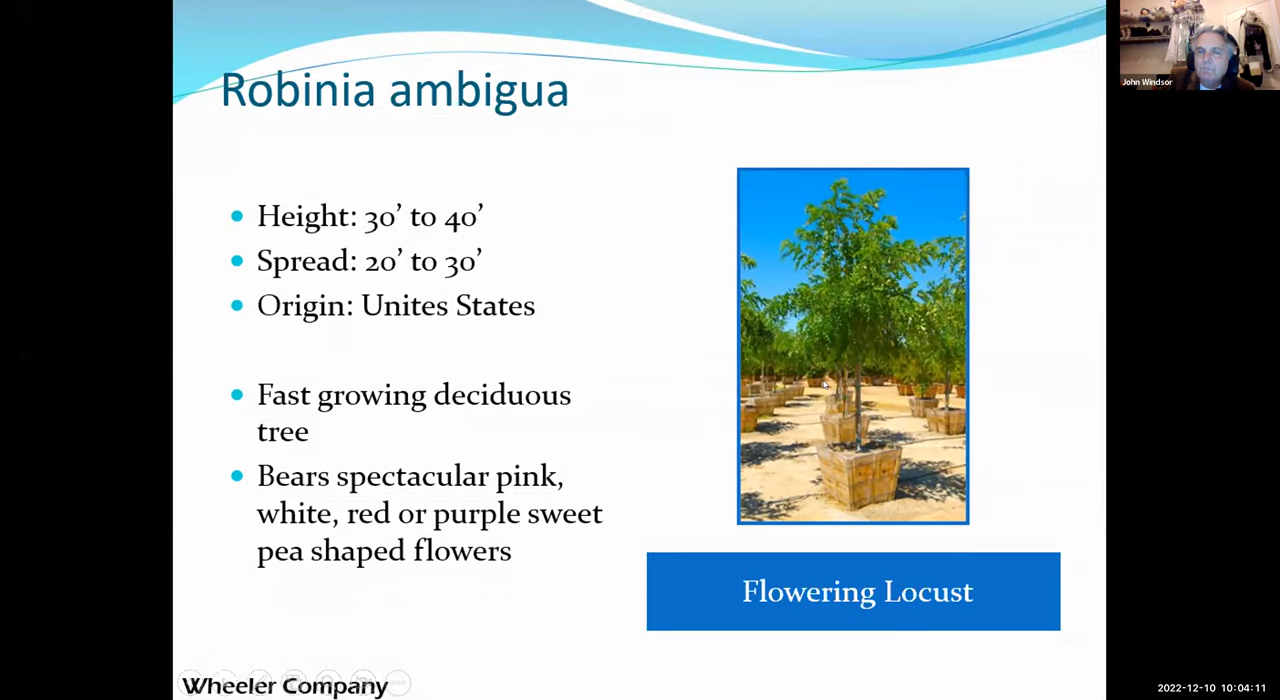 Robinia ambigua
John Windsor
Height: 30’ to 40’
Spread: 20’ to 30’
Origin: Unites States
Fast growing deciduous
tree
Bears spectacular pink,
white, red or purple sweet
pea shaped flowers
Flowering Locust
Wheeler Company
2022-12-10 10:04:11